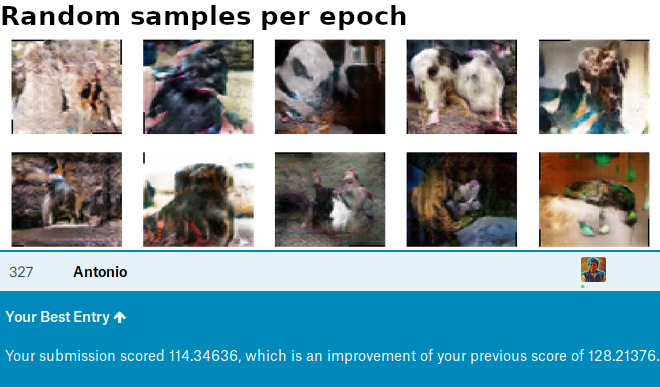 Random samples per epoch
327 Antonio
Your Best Entry ↑
Your submission scored 114.34636, which is an improvement of your previous score of 128.21376.